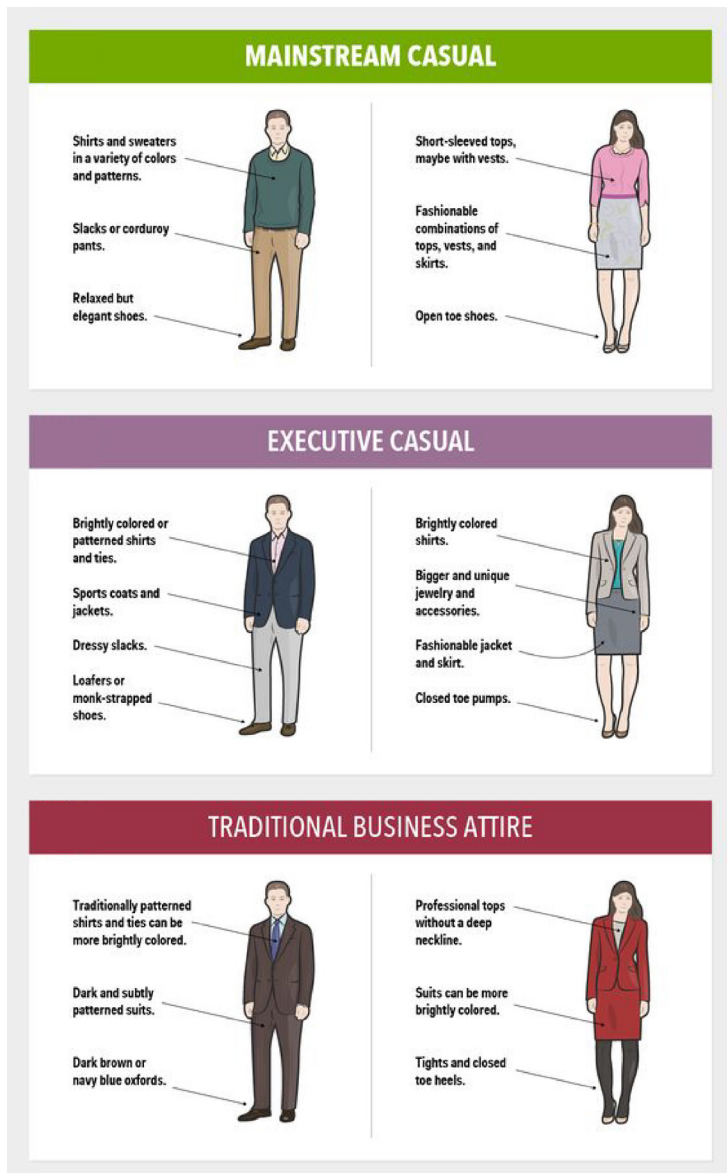 MAINSTREAM CASUAL
Shirts and sweaters
in a variety of colors
and patterns.
Slacks or corduroy
pants.
Relaxed but
elegant shoes.
Short-sleeved tops,
maybe with vests.
Fashionable
combinations of
tops, vests, and
skirts.
Open toe shoes.
EXECUTIVE CASUAL
Brightly colored or
patterned shirts
and ties.
Sports coats and
jackets.
Dressy slacks.
Loafers or
monk-strapped
shoes.
Brightly colored
shirts.
Bigger and unique
jewelry and
accessories.
Fashionable jacket
and skirt.
Closed toe pumps.
TRADITIONAL BUSINESS ATTIRE
Traditionally patterned
shirts and ties can be
more brightly colored.
Dark and subtly
patterned suits.
Dark brown or
navy blue oxfords.
Professional tops
without a deep
neckline.
Suits can be more
brightly colored.
Tights and closed
toe heels.